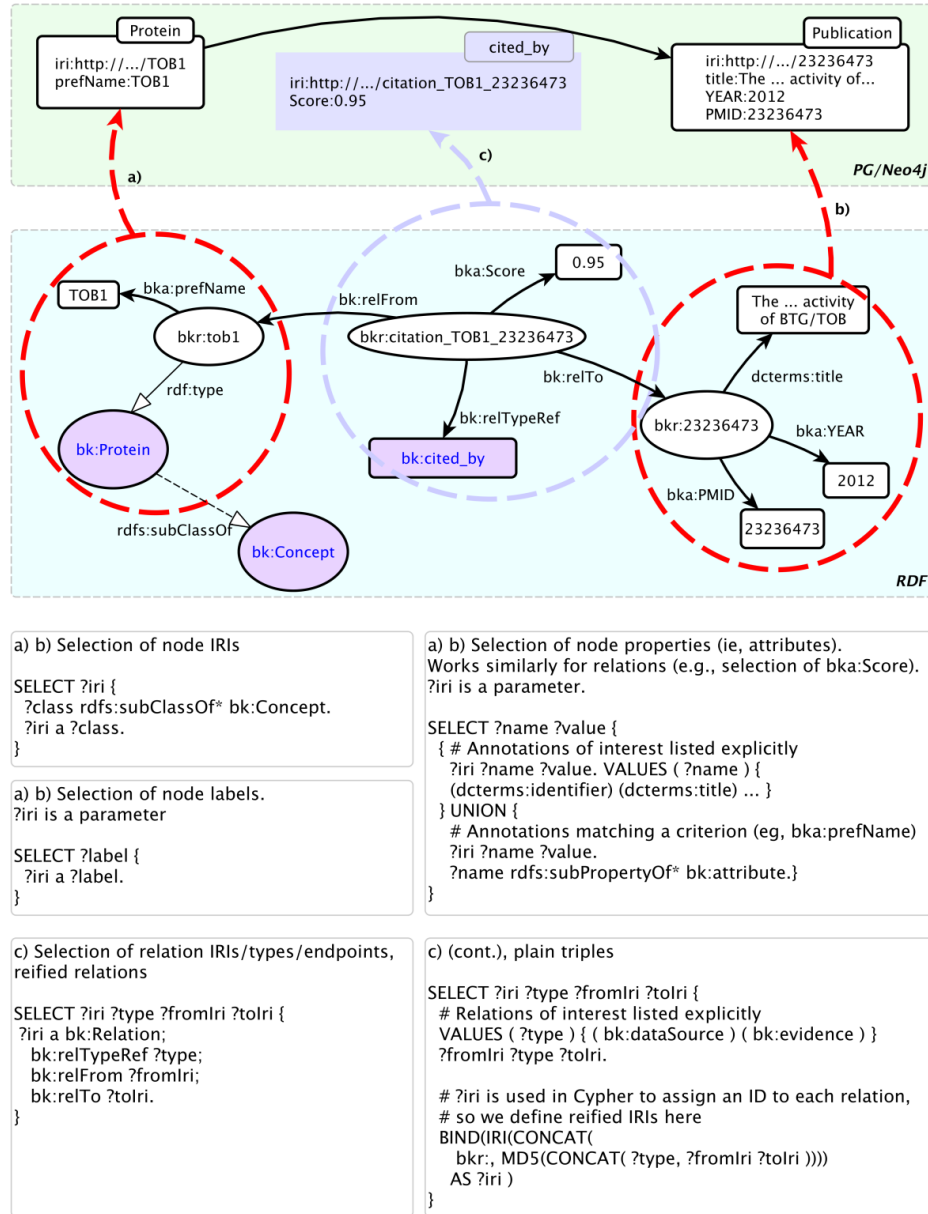 Protein
iri:http://.../TOB1
prefName:TOB1
cited_by
iri:http://.../citation_TOB1_23236473
Score:0.95
Publication
iri:http://.../23236473
title:The ... activity of...
YEAR:2012
PMID:23236473
a)
c)
b)
PG/Neo4j
TOB1
bka:prefName
bkr:tob1
rdf:type
bk:Protein
rdfs:subClassOf
bk:Concept
bk:relFrom
bka:Score
0.95
bkr:citation_TOB1_23236473
bk:relTo
bk:relTypeRef
bk:cited_by
The ... activity
of BTG/TOB
dcterms:title
bkr:23236473
bka:YEAR
2012
bka:PMID
23236473
RDF
a) b) Selection of node IRIs
SELECT ?iri {
?class rdfs:subClassOf* bk:Concept.
?iri a ?class.
}
a) b) Selection of node labels.
?iri is a parameter
SELECT ?label {
?iri a ?label.
}
a) b) Selection of node properties (ie, attributes).
Works similarly for relations (e.g., selection of bka:Score).
?iri is a parameter.
SELECT ?name ?value {
{ # Annotations of interest listed explicitly
?iri ?name ?value. VALUES ( ?name ) {
(dcterms:identifier) (dcterms:title) ... }
} UNION {
# Annotations matching a criterion (eg, bka:prefName)
?iri ?name ?value.
?name rdfs:subPropertyOf* bk:attribute.}
}
c) Selection of relation IRIs/types/endpoints,
reified relations
SELECT ?iri ?type ?fromIri ?toIri {
?iri a bk:Relation;
bk:relTypeRef ?type;
bk:relFrom ?fromIri;
bk:relTo ?toIri.
}
c) (cont.), plain triples
SELECT ?iri ?type ?fromIri ?toIri {
# Relations of interest listed explicitly
VALUES ( ?type ) { ( bk:dataSource ) ( bk:evidence ) }
?fromIri ?type ?toIri.
# ?iri is used in Cypher to assign an ID to each relation,
# so we define reified IRIs here
BIND(IRI(CONCAT(
bkr:, MD5(CONCAT( ?type, ?fromIri ?toIri ))))
AS ?iri )
}